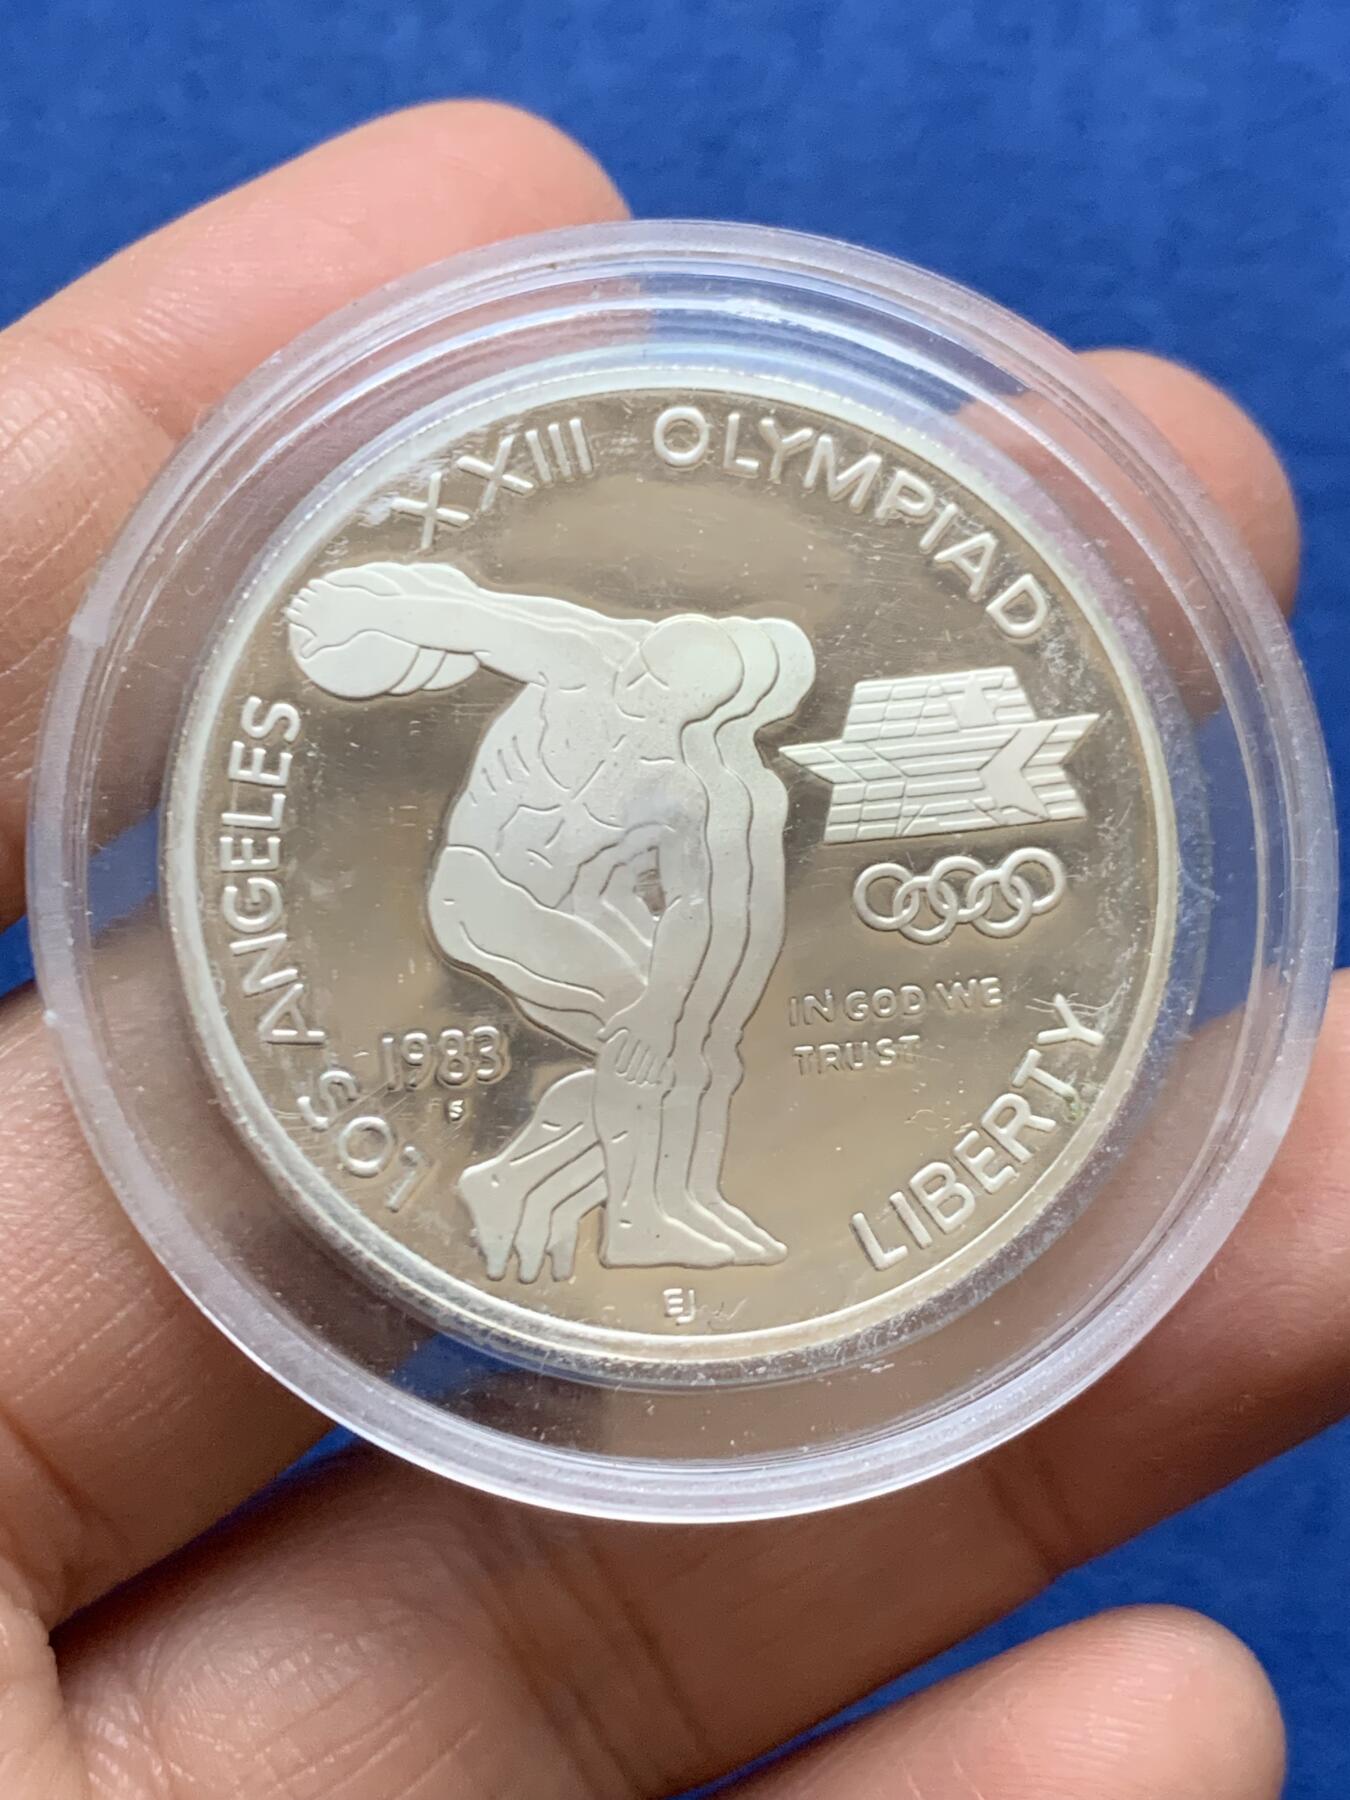 LOS ANGELES XXIII OLYMPIAD
IN GOD WE
TRUST
1983
S
LIBERTY
EJ